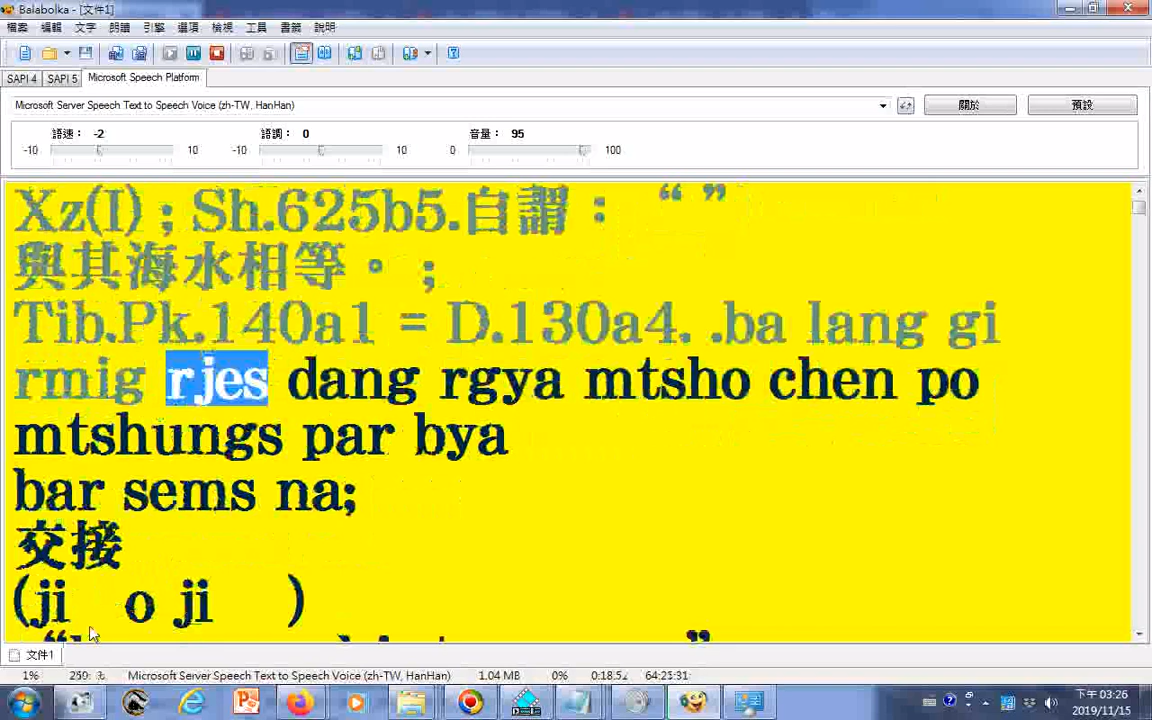 Balabolka - [文件1]
檔案 編輯 文字 朗讀 引擎 選項 檢視 工具 書籤 說明
SAPI 4 SAPI 5 Microsoft Speech Platform
Microsoft Server Speech Text to Speech Voice (zh-TW, HanHan)
關於
預設
語速： -2
語調： 0
音量： 95
-10 10 -10 10 0 100
Xz(I) ; Sh.625b5.自謂： “ ”
與其海水相等。 ;
Tib.Pk.140a1 = D.130a4. .ba lang gi
rmig rjes dang rgya mtsho chen po
mtshungs par bya
bar sems na;
交接
(ji o ji )
文件1
1% Microsoft Server Speech Text to Speech Voice (zh-TW, HanHan) 1.04 MB 0%
下午 03:26
2019/11/15